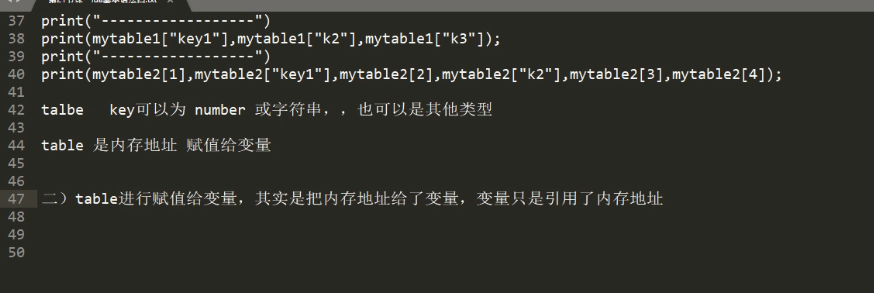 37 print("------------------")
38 print(mytable1["key1"],mytable1["k2"],mytable1["k3"]);
39 print("------------------")
40 print(mytable2[1],mytable2["key1"],mytable2[2],mytable2["k2"],mytable2[3],mytable2[4]);
41
42 talbe   key可以为 number 或字符串，，也可以是其他类型
43
44 table 是内存地址 赋值给变量
45
46
47 二）table进行赋值给变量，其实是把内存地址给了变量，变量只是引用了内存地址
48
49
50